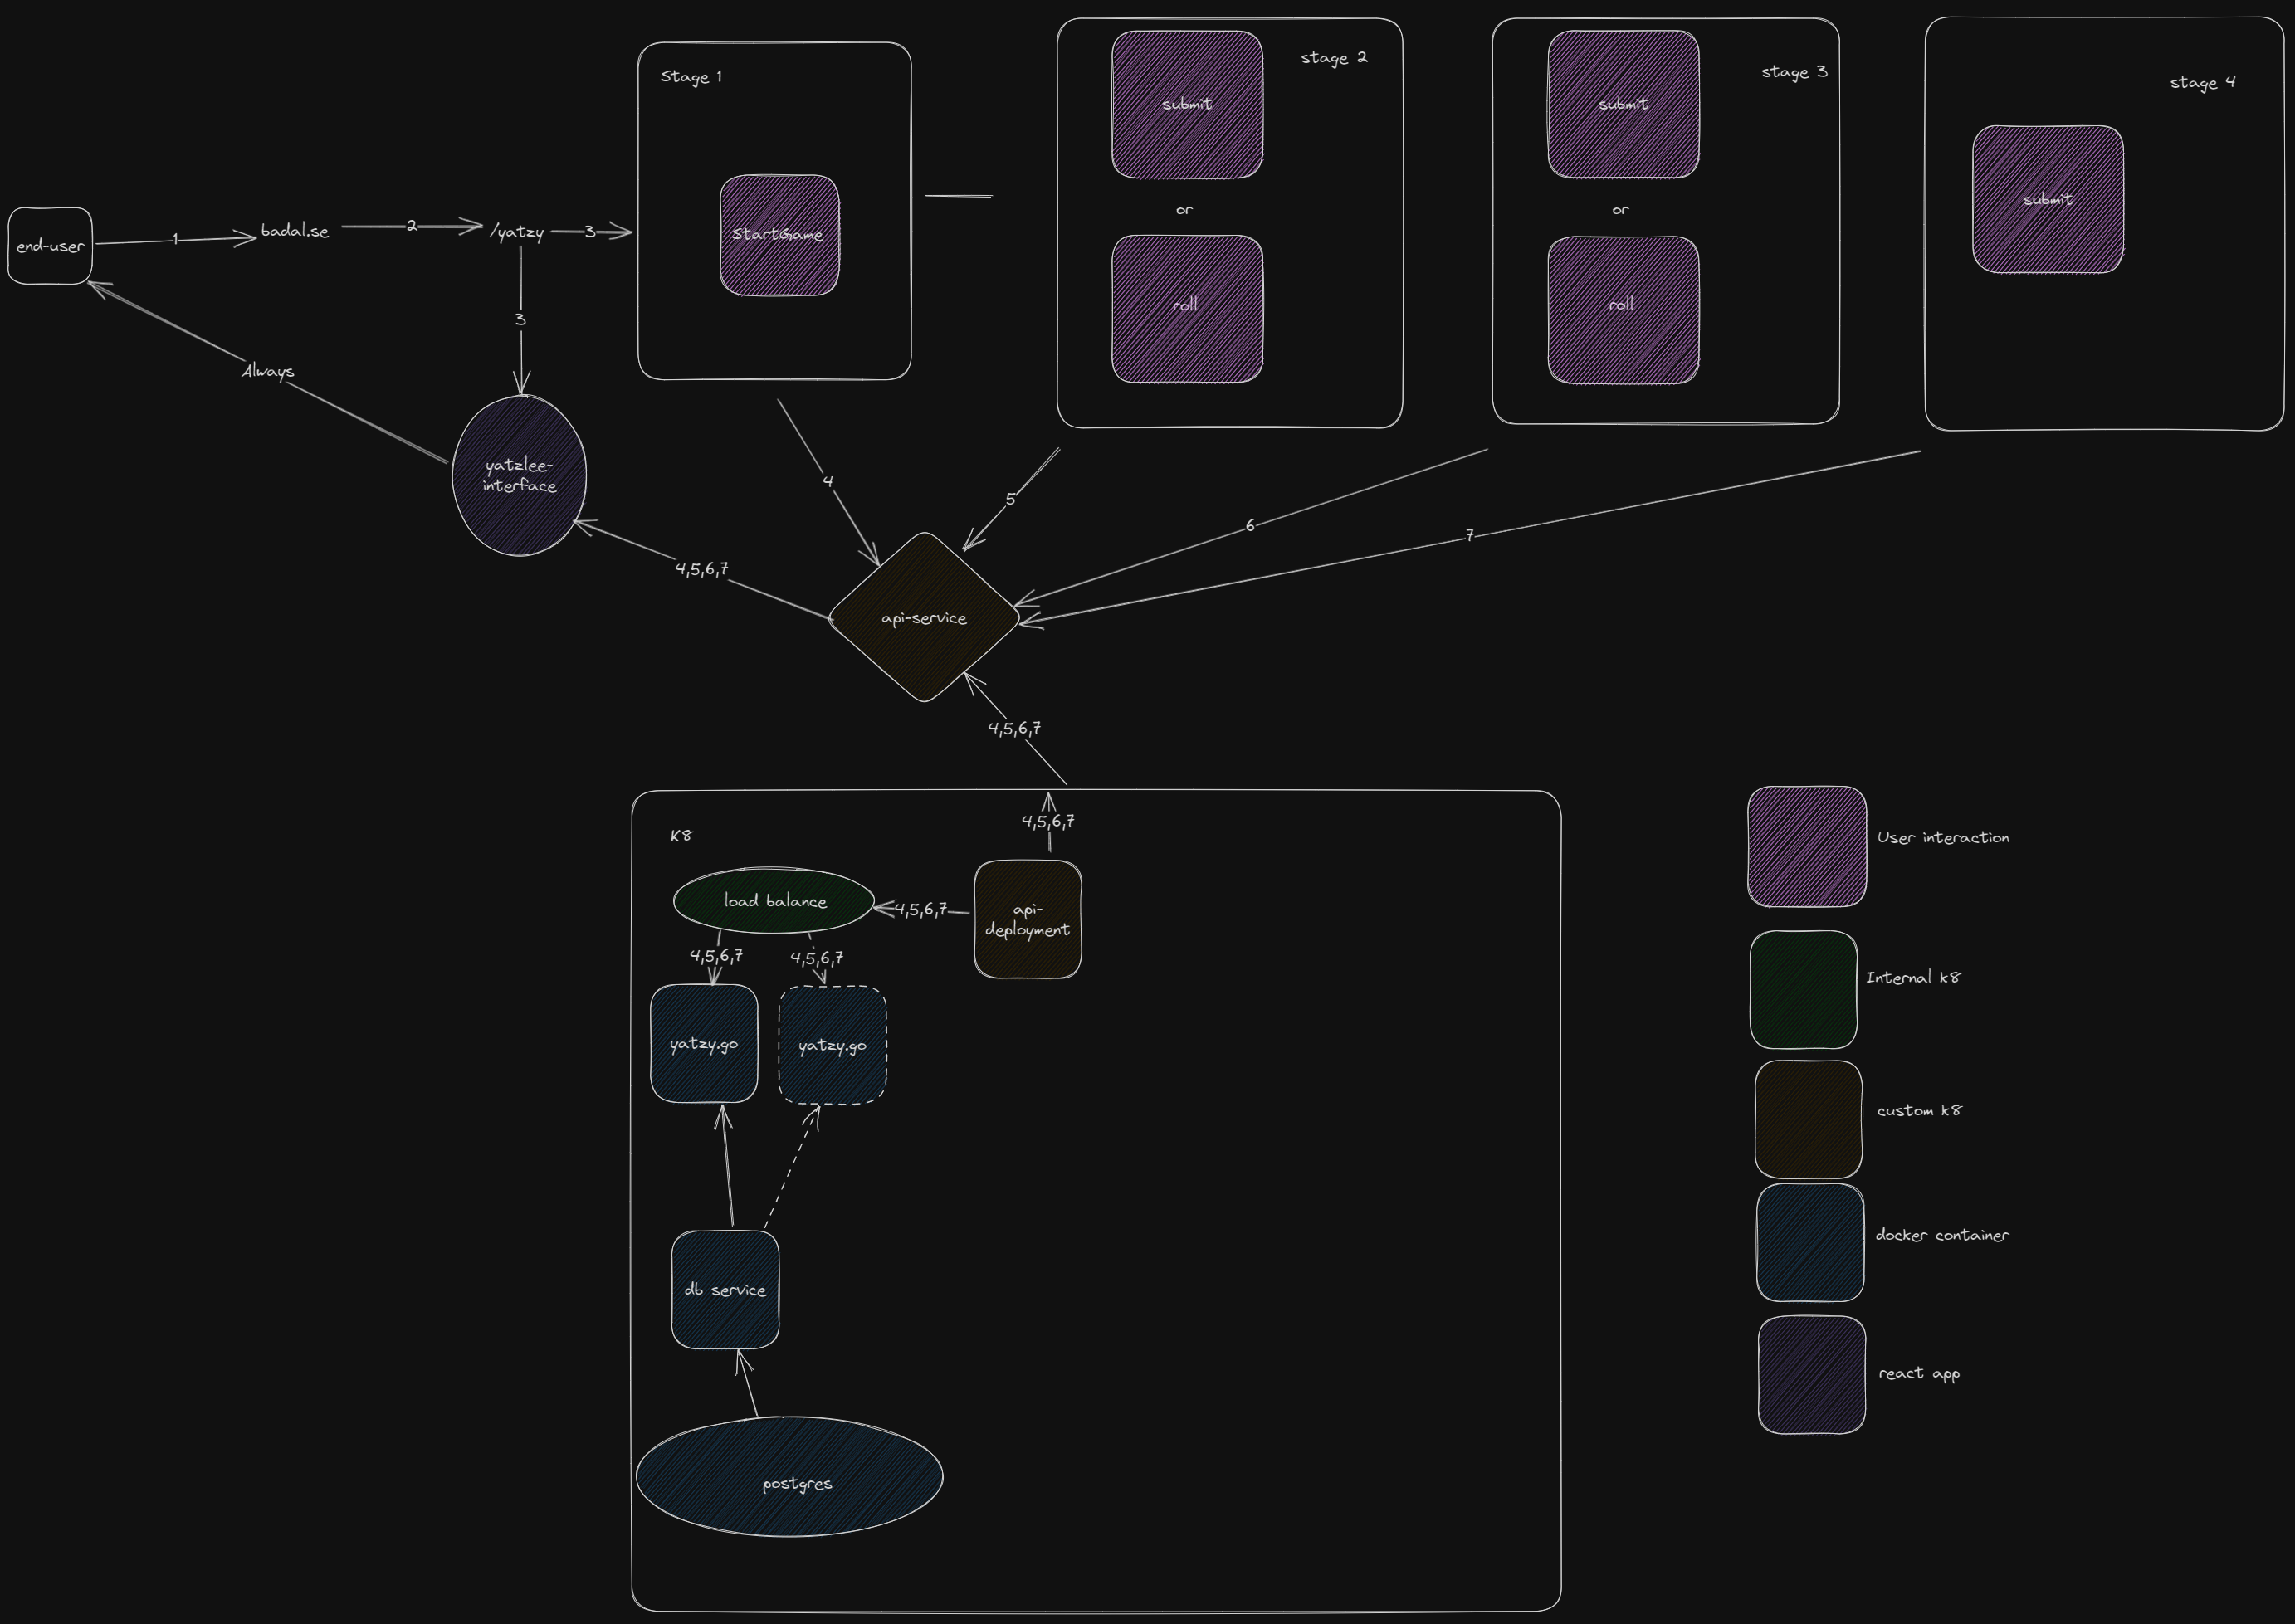 Stage 1
submit
stage 2
submit
stage 3
stage 4
submit
or
or
end-user
1
badal.se
2
/yatzy
3
StartGame
roll
roll
3
Always
yatzlee-
interface
4
5
6
7
4,5,6,7
api-service
4,5,6,7
K8
4,5,6,7
load balance
4,5,6,7
api-
deployment
4,5,6,7
4,5,6,7
yatzy.go
yatzy.go
db service
postgres
User interaction
Internal k8
custom k8
docker container
react app